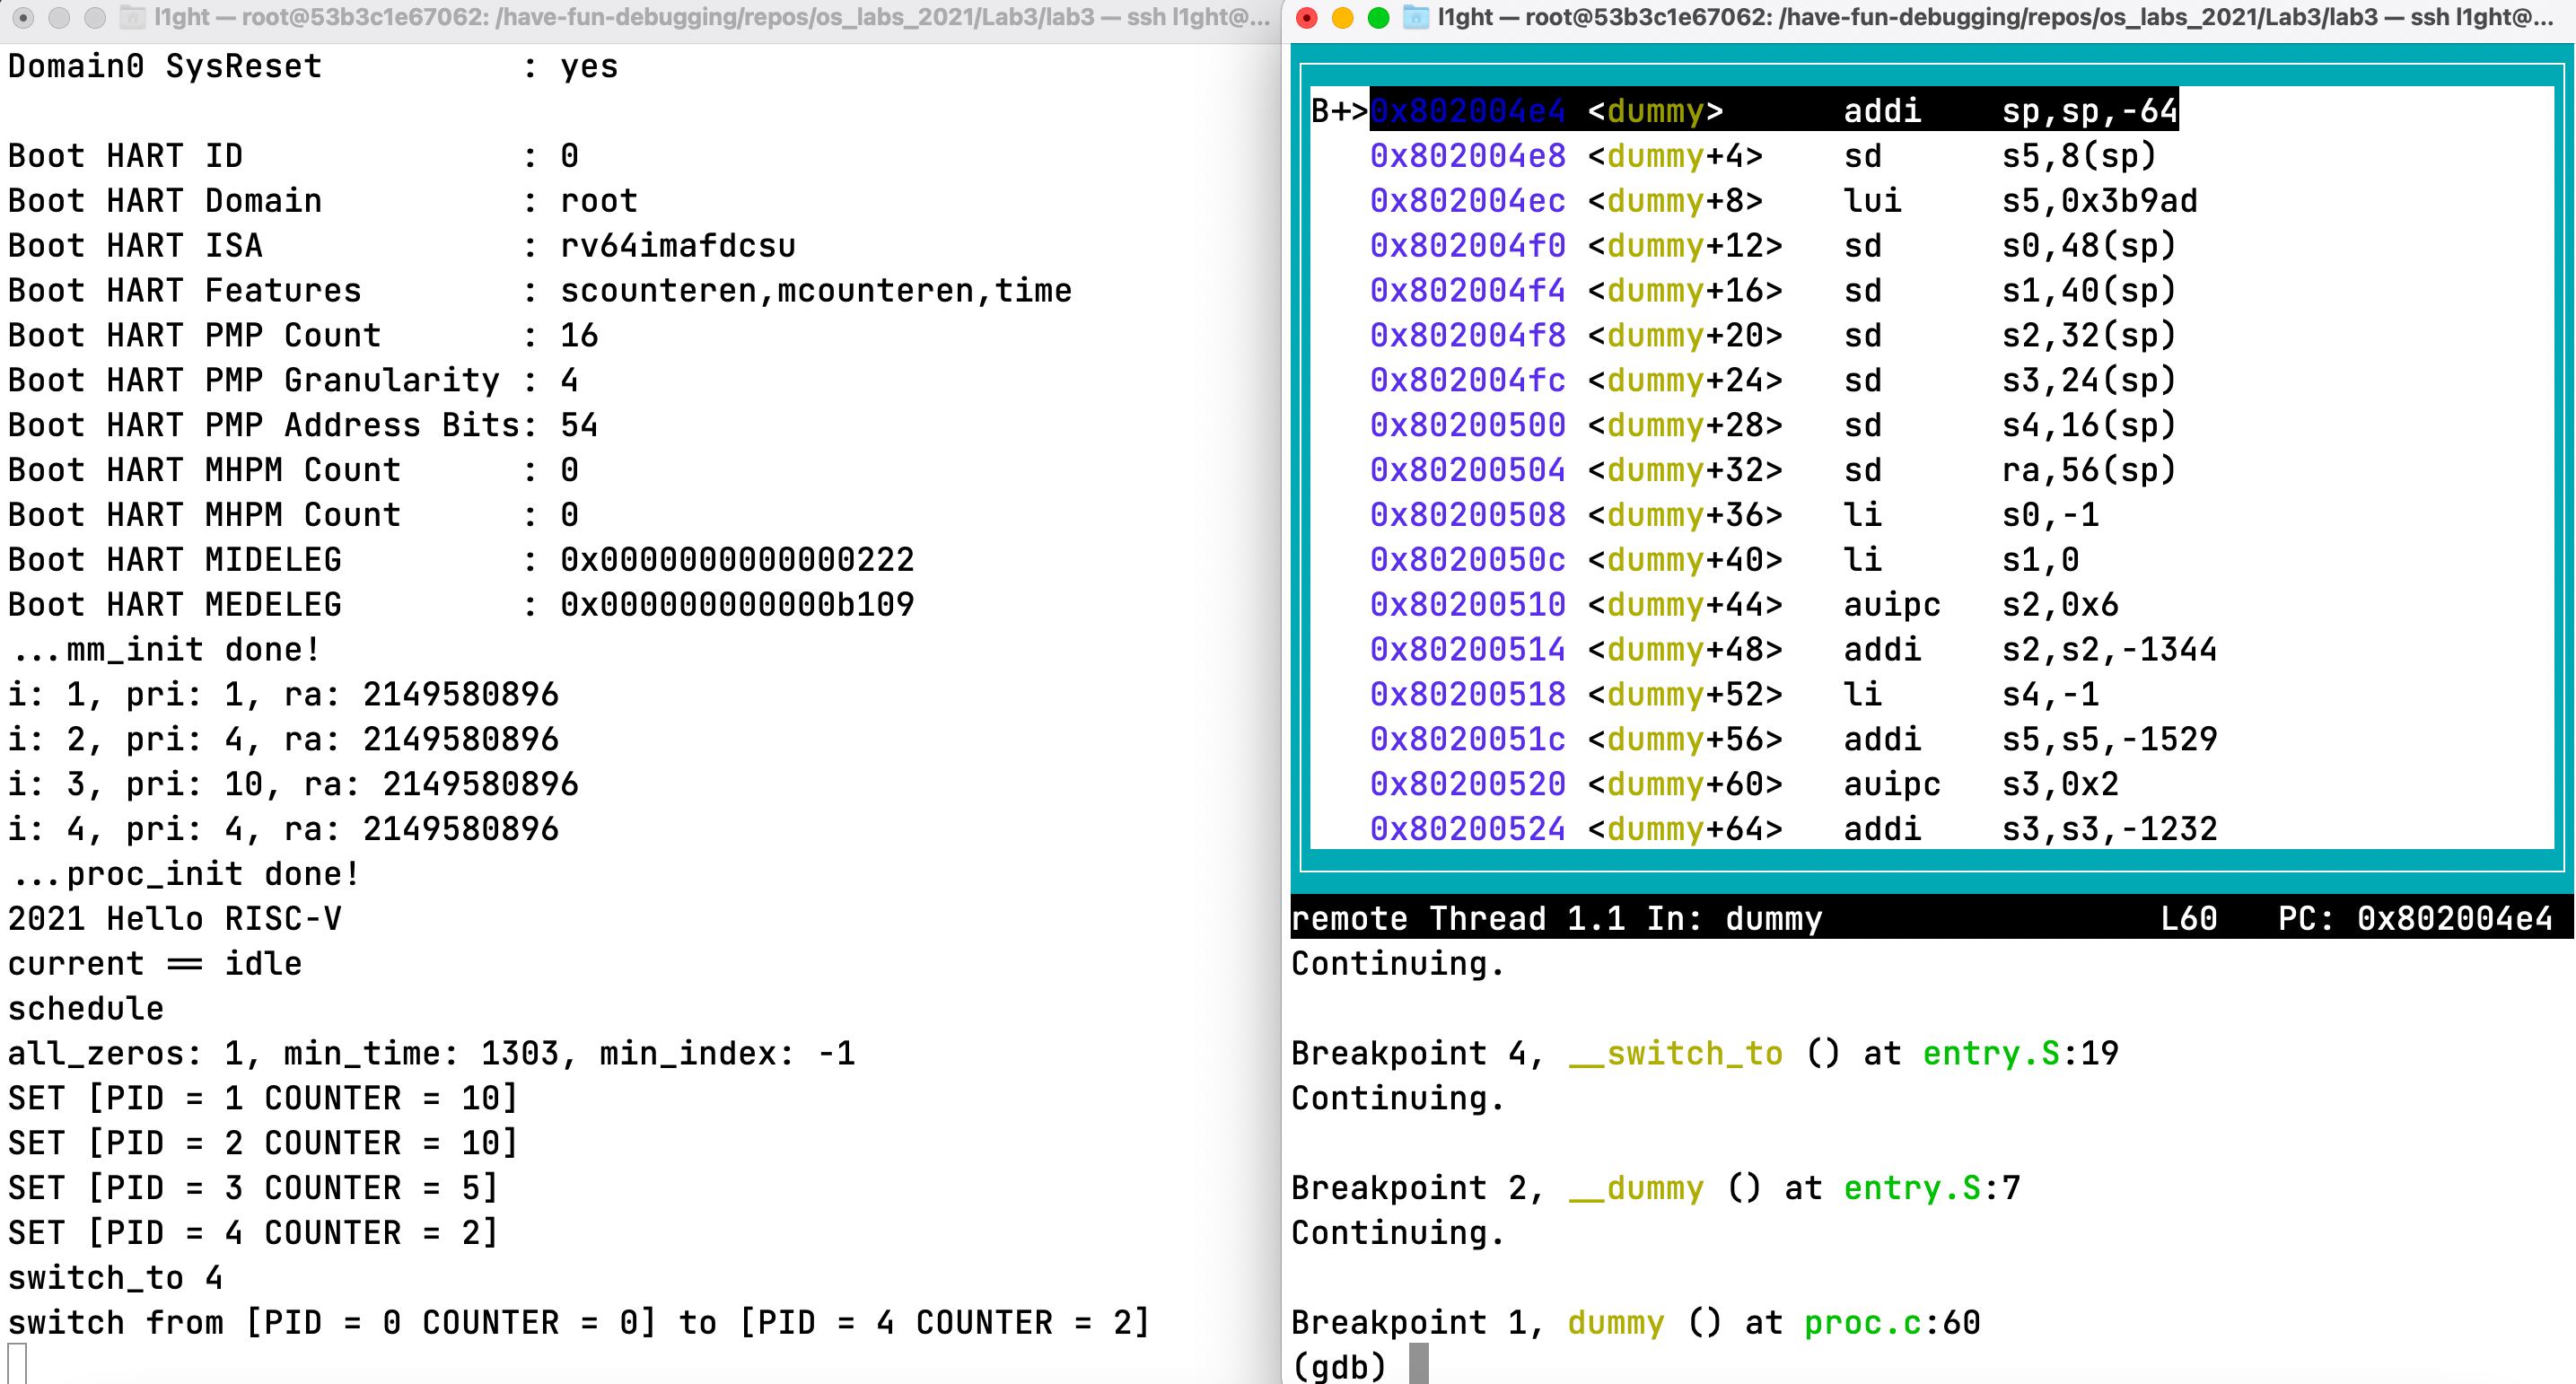 l1ght — root@53b3c1e67062: /have-fun-debugging/repos/os_labs_2021/Lab3/lab3 — ssh l1ght@...
Domain0 SysReset : yes
Boot HART ID : 0
Boot HART Domain : root
Boot HART ISA : rv64imafdcsu
Boot HART Features : scounteren,mcounteren,time
Boot HART PMP Count : 16
Boot HART PMP Granularity : 4
Boot HART PMP Address Bits: 54
Boot HART MHPM Count : 0
Boot HART MHPM Count : 0
Boot HART MIDELEG : 0x0000000000000222
Boot HART MEDELEG : 0x000000000000b109
...mm_init done!
i: 1, pri: 1, ra: 2149580896
i: 2, pri: 4, ra: 2149580896
i: 3, pri: 10, ra: 2149580896
i: 4, pri: 4, ra: 2149580896
...proc_init done!
2021 Hello RISC-V
current == idle
schedule
all_zeros: 1, min_time: 1303, min_index: -1
SET [PID = 1 COUNTER = 10]
SET [PID = 2 COUNTER = 10]
SET [PID = 3 COUNTER = 5]
SET [PID = 4 COUNTER = 2]
switch_to 4
switch from [PID = 0 COUNTER = 0] to [PID = 4 COUNTER = 2]
l1ght — root@53b3c1e67062: /have-fun-debugging/repos/os_labs_2021/Lab3/lab3 — ssh l1ght@...
B+>0x802004e4 <dummy> addi sp,sp,-64
0x802004e8 <dummy+4> sd s5,8(sp)
0x802004ec <dummy+8> lui s5,0x3b9ad
0x802004f0 <dummy+12> sd s0,48(sp)
0x802004f4 <dummy+16> sd s1,40(sp)
0x802004f8 <dummy+20> sd s2,32(sp)
0x802004fc <dummy+24> sd s3,24(sp)
0x80200500 <dummy+28> sd s4,16(sp)
0x80200504 <dummy+32> sd ra,56(sp)
0x80200508 <dummy+36> li s0,-1
0x8020050c <dummy+40> li s1,0
0x80200510 <dummy+44> auipc s2,0x6
0x80200514 <dummy+48> addi s2,s2,-1344
0x80200518 <dummy+52> li s4,-1
0x8020051c <dummy+56> addi s5,s5,-1529
0x80200520 <dummy+60> auipc s3,0x2
0x80200524 <dummy+64> addi s3,s3,-1232
remote Thread 1.1 In: dummy L60 PC: 0x802004e4
Continuing.
Breakpoint 4, __switch_to () at entry.S:19
Continuing.
Breakpoint 2, __dummy () at entry.S:7
Continuing.
Breakpoint 1, dummy () at proc.c:60
(gdb)